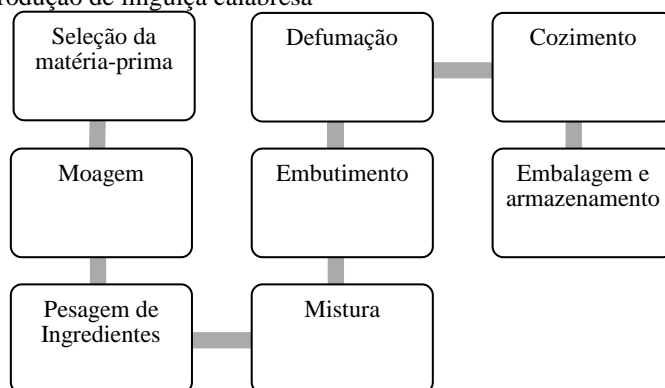 rodução de linguiça calabresa
Seleção da
matéria-prima
Moagem
Pesagem de
Ingredientes
Mistura
Embutimento
Defumação
Cozimento
Embalagem e
armazenamento